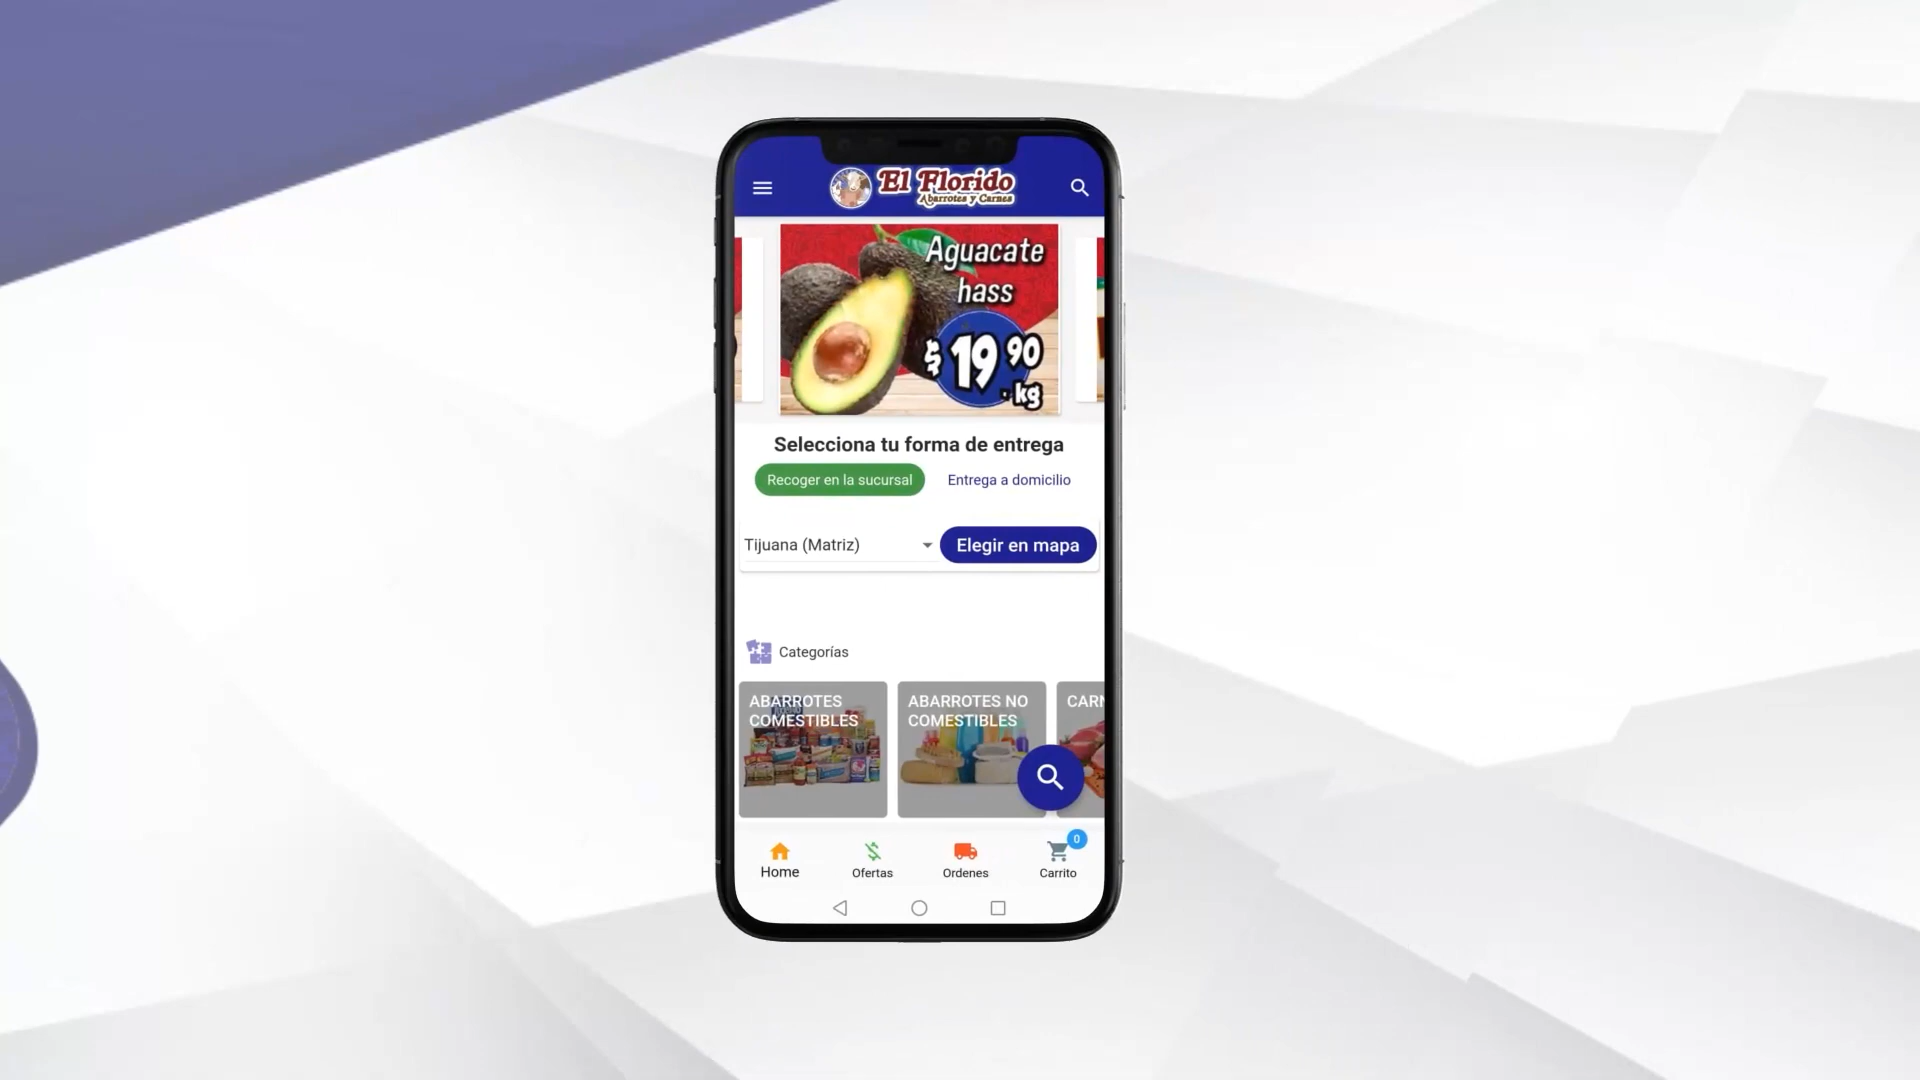 El Florido
Abarrotes y Carnes
Aguacate
hass
$ 19 90
kg
Selecciona tu forma de entrega
Recoger en la sucursal
Entrega a domicilio
Tijuana (Matriz)
Elegir en mapa
Categorías
ABARROTES
COMESTIBLES
ABARROTES NO
COMESTIBLES
CARN
0
Home
Ofertas
Ordenes
Carrito